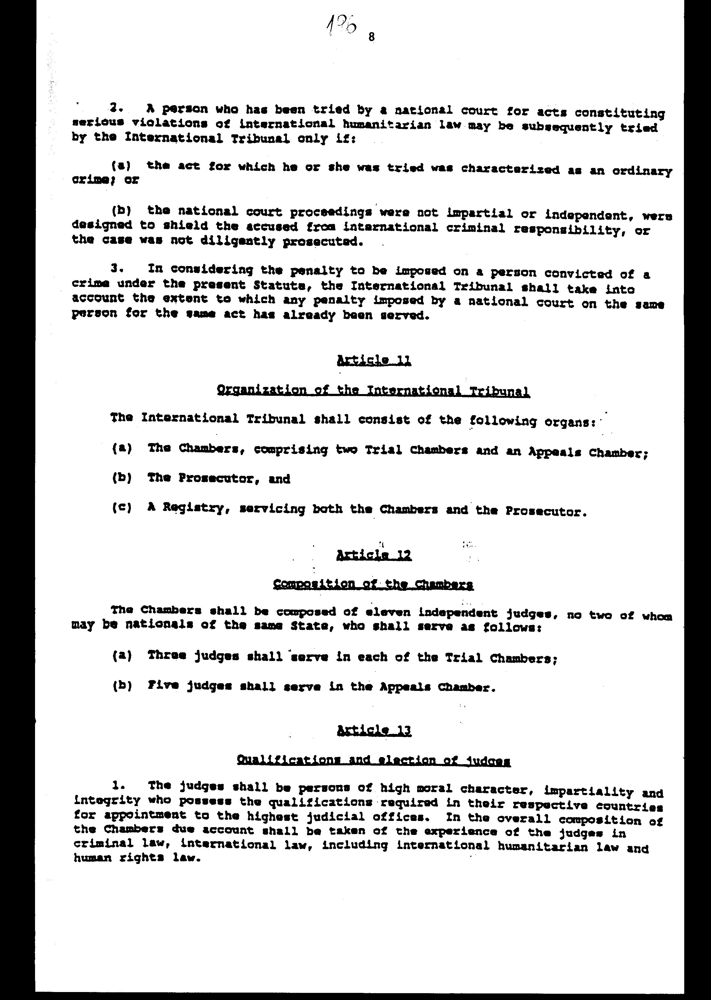 196
8
2. A person who has been tried by a national court for acts constituting
serious violations of international humanitarian law may be subsequently tried
by the International Tribunal only if:
(a) the act for which he or she was tried was characterized as an ordinary
crime; or
(b) the national court proceedings were not impartial or independent, were
designed to shield the accused from international criminal responsibility, or
the case was not diligently prosecuted.
3. In considering the penalty to be imposed on a person convicted of a
crime under the present Statute, the International Tribunal shall take into
account the extent to which any penalty imposed by a national court on the same
person for the same act has already been served.
Article 11
Organization of the International Tribunal
The International Tribunal shall consist of the following organs:
(a) The Chambers, comprising two Trial Chambers and an Appeals Chamber;
(b) The Prosecutor, and
(c) A Registry, servicing both the Chambers and the Prosecutor.
Article 12
Composition of the Chambers
The Chambers shall be composed of eleven independent judges, no two of whom
may be nationals of the same State, who shall serve as follows:
(a) Three judges shall serve in each of the Trial Chambers;
(b) Five judges shall serve in the Appeals Chamber.
Article 13
Qualifications and election of judges
1. The judges shall be persons of high moral character, impartiality and
integrity who possess the qualifications required in their respective countries
for appointment to the highest judicial offices. In the overall composition of
the Chambers due account shall be taken of the experience of the judges in
criminal law, international law, including international humanitarian law and
human rights law.